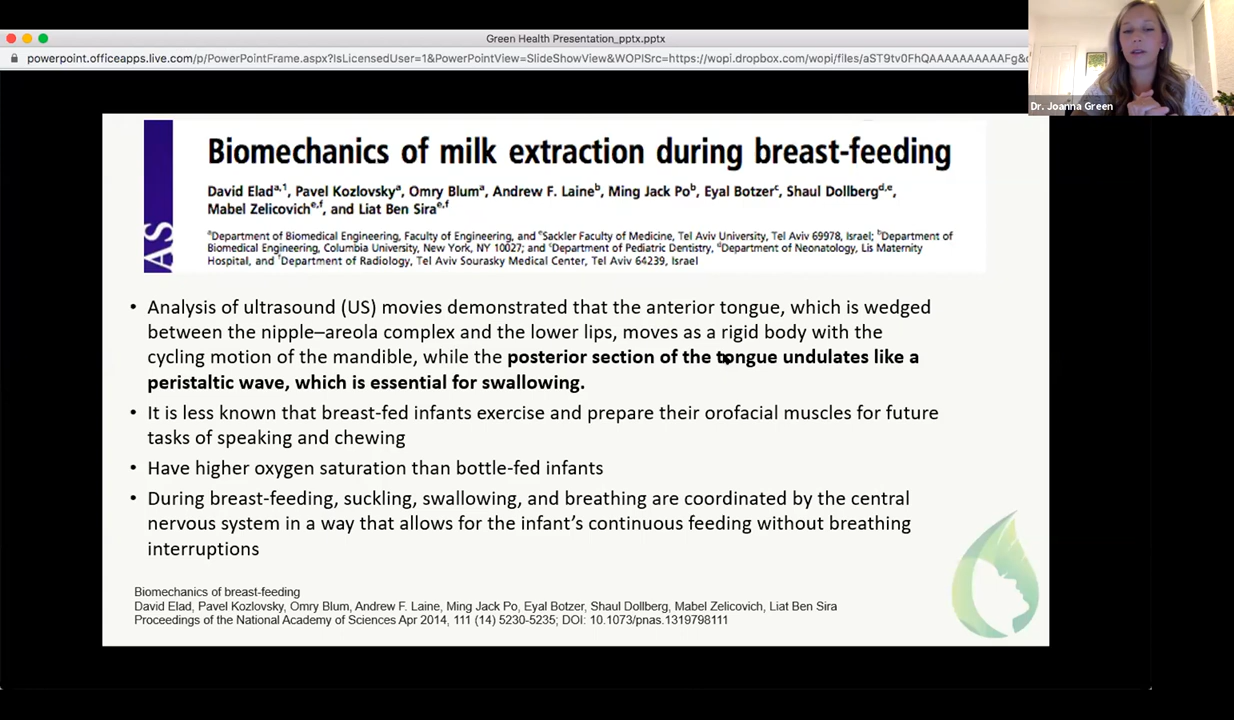 Green Health Presentation_pptx.pptx
powerpoint.officeapps.live.com/p/PowerPointFrame.aspx?IsLicensedUser=1&PowerPointView=SlideShowView&WOPISrc=https://wopi.dropbox.com/wopi/files/aST9tv0FhQAAAAAAAAAAFg&
Dr. Joanna Green
AS
Biomechanics of milk extraction during breast-feeding
David Elad a,1, Pavel Kozlovsky a, Omry Blum a, Andrew F. Laine b, Ming Jack Po b, Eyal Botzer c, Shaul Dollberg d,e,
Mabel Zelicovich e,f, and Liat Ben Sira e,f
aDepartment of Biomedical Engineering, Faculty of Engineering, and eSackler Faculty of Medicine, Tel Aviv University, Tel Aviv 69978, Israel; bDepartment of
Biomedical Engineering, Columbia University, New York, NY 10027; and cDepartment of Pediatric Dentistry, dDepartment of Neonatology, Lis Maternity
Hospital, and fDepartment of Radiology, Tel Aviv Sourasky Medical Center, Tel Aviv 64239, Israel
• Analysis of ultrasound (US) movies demonstrated that the anterior tongue, which is wedged
between the nipple–areola complex and the lower lips, moves as a rigid body with the
cycling motion of the mandible, while the posterior section of the tongue undulates like a
peristaltic wave, which is essential for swallowing.
• It is less known that breast-fed infants exercise and prepare their orofacial muscles for future
tasks of speaking and chewing
• Have higher oxygen saturation than bottle-fed infants
• During breast-feeding, suckling, swallowing, and breathing are coordinated by the central
nervous system in a way that allows for the infant's continuous feeding without breathing
interruptions
Biomechanics of breast-feeding
David Elad, Pavel Kozlovsky, Omry Blum, Andrew F. Laine, Ming Jack Po, Eyal Botzer, Shaul Dollberg, Mabel Zelicovich, Liat Ben Sira
Proceedings of the National Academy of Sciences Apr 2014, 111 (14) 5230-5235; DOI: 10.1073/pnas.1319798111